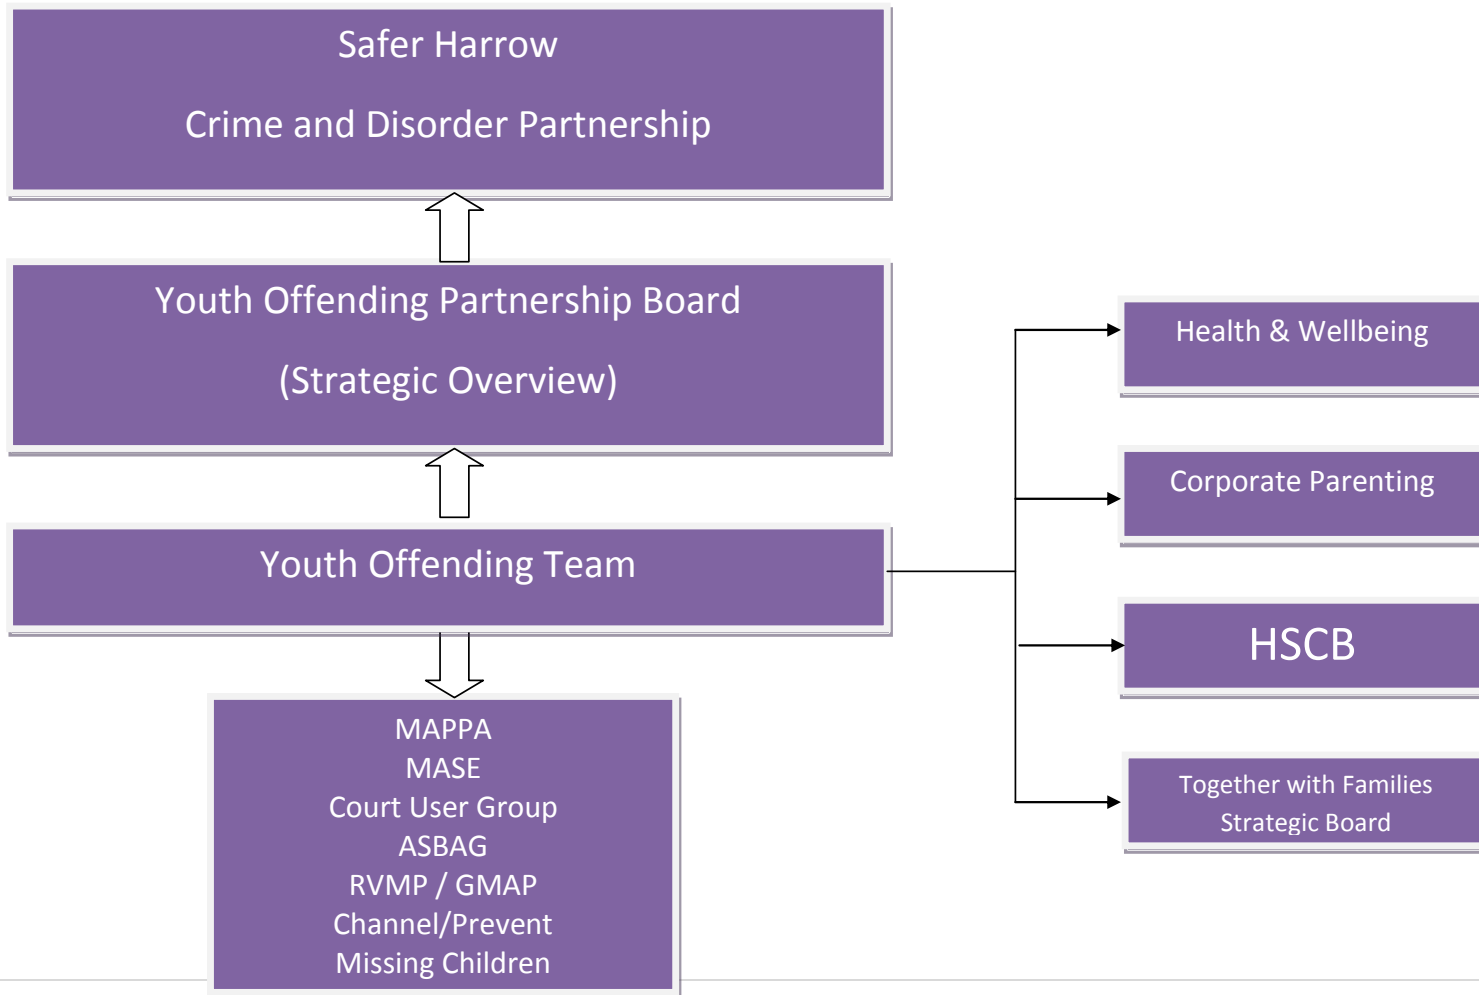 Safer Harrow
Crime and Disorder Partnership
Youth Offending Partnership Board
(Strategic Overview)
Youth Offending Team
MAPPA
MASE
Court User Group
ASBAG
RVMP / GMAP
Channel/Prevent
Missing Children
Health & Wellbeing
Corporate Parenting
HSCB
Together with Families
Strategic Board